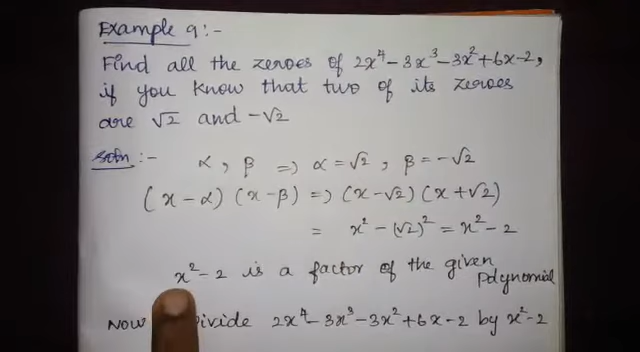 Example 9:-
Find all the zeroes of 2x⁴-3x³-3x²+6x-2,
if you know that two of its zeroes
are √2 and -√2
Soln :- α, β => α=√2, β=-√2
(x-α) (x-β) => (x-√2) (x+√2)
= x²-(√2)² = x²-2
x²-2 is a factor of the given polynomial
Now 2x⁴-3x³-3x²+6x-2 by x²-2